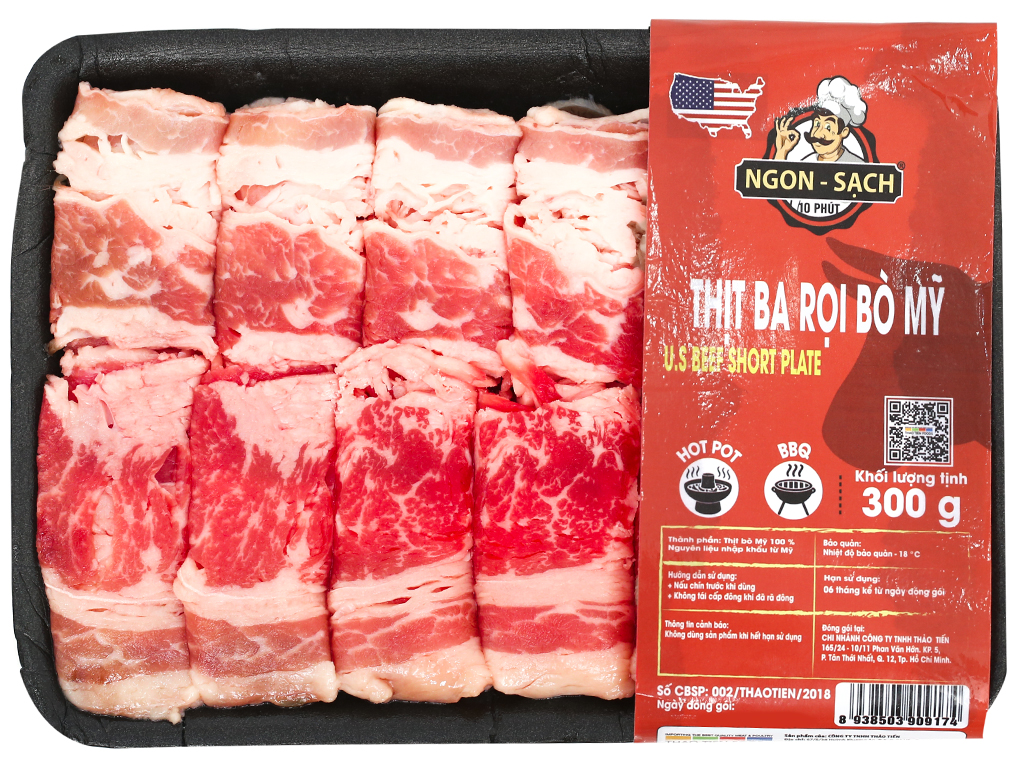 NGON - SẠCH
10 PHÚT
THỊT BA RỌI BÒ MỸ
U.S BEEF SHORT PLATE
HOT POT
BBQ
Khối lượng tịnh
300 g
Thành phần: Thịt bò Mỹ 100 %
Nguyên liệu nhập khẩu từ Mỹ
Bảo quản:
Nhiệt độ bảo quản - 18 °C
Hướng dẫn sử dụng:
+ Nấu chín trước khi dùng
+ Không tái cấp đông khi đã rã đông
Hạn sử dụng:
06 tháng kể từ ngày đóng gói
Thông tin cảnh báo:
Không dùng sản phẩm khi hết hạn sử dụng
Đóng gói tại:
CHI NHÁNH CÔNG TY TNHH THẢO TIẾN
165/24 - 10/11 Phan Văn Hớn. KP. 5,
P. Tân Thới Nhất, Q. 12, Tp. Hồ Chí Minh.
Số CBSP: 002/THAOTIEN/2018
Ngày đóng gói:
8 938503 909174
IMPORTING THE BEST QUALITY MEAT & POULTRY
Sản phẩm của: CÔNG TY TNHH THẢO TIẾN